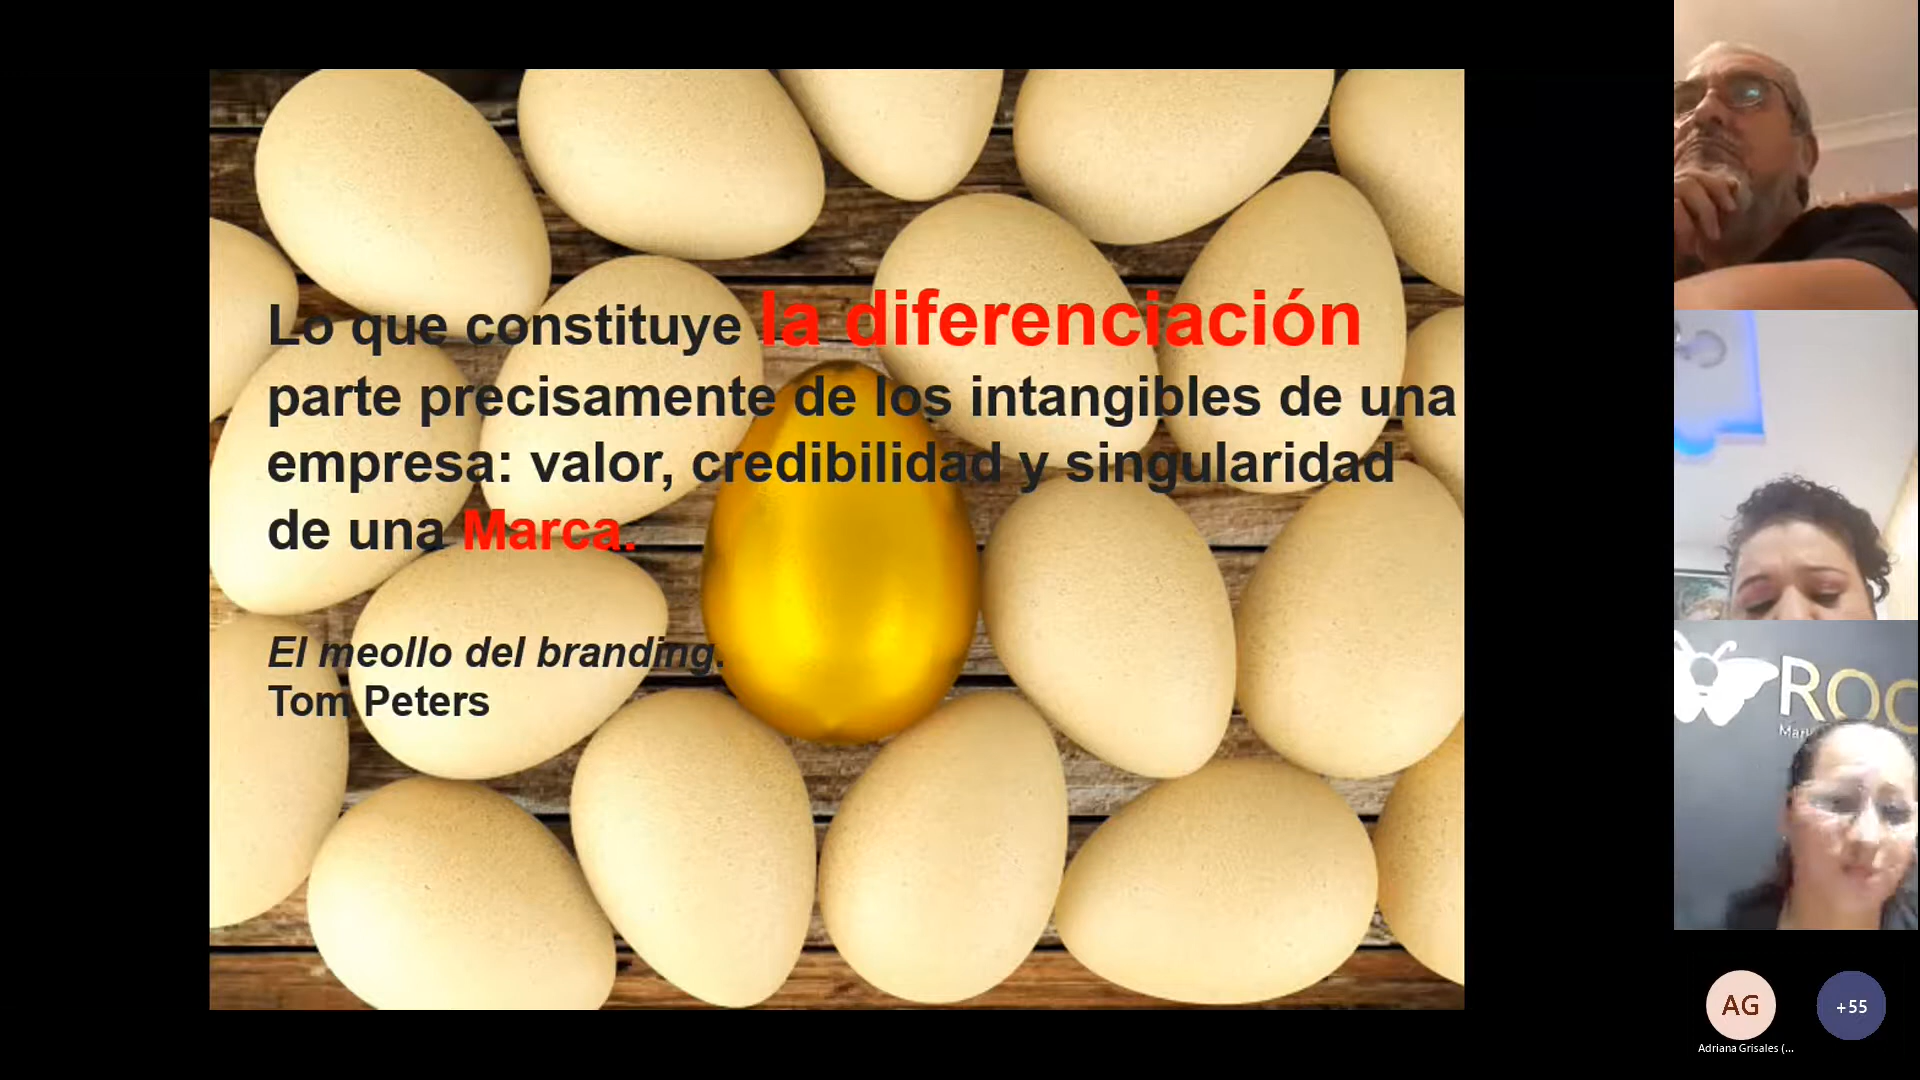 Lo que constituye la diferenciación
parte precisamente de los intangibles de una
empresa: valor, credibilidad y singularidad
de una Marca.
El meollo del branding.
Tom Peters
AG
+55
Adriana Grisales (...